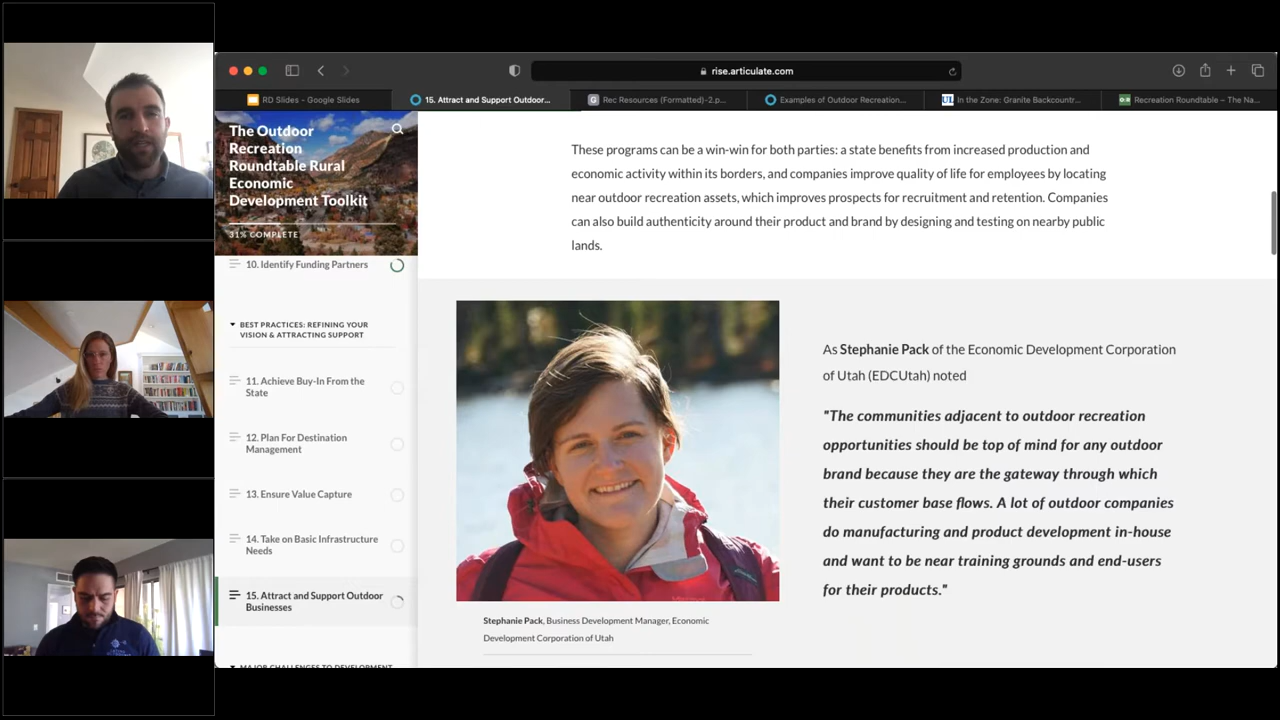 rise.articulate.com
RD Slides - Google Slides
15. Attract and Support Outdoor...
Rec Resources (Formatted)-2.p...
Examples of Outdoor Recreation...
In the Zone: Granite Backcountr...
Recreation Roundtable – The Na...
The Outdoor
Recreation
Roundtable Rural
Economic
Development Toolkit
31% COMPLETE
10. Identify Funding Partners
BEST PRACTICES: REFINING YOUR
VISION & ATTRACTING SUPPORT
11. Achieve Buy-In From the
State
12. Plan For Destination
Management
13. Ensure Value Capture
14. Take on Basic Infrastructure
Needs
15. Attract and Support Outdoor
Businesses
MAJOR CHALLENGES TO DEVELOPMENT
These programs can be a win-win for both parties: a state benefits from increased production and
economic activity within its borders, and companies improve quality of life for employees by locating
near outdoor recreation assets, which improves prospects for recruitment and retention. Companies
can also build authenticity around their product and brand by designing and testing on nearby public
lands.
As Stephanie Pack of the Economic Development Corporation
of Utah (EDCUtah) noted
"The communities adjacent to outdoor recreation
opportunities should be top of mind for any outdoor
brand because they are the gateway through which
their customer base flows. A lot of outdoor companies
do manufacturing and product development in-house
and want to be near training grounds and end-users
for their products."
Stephanie Pack, Business Development Manager, Economic
Development Corporation of Utah